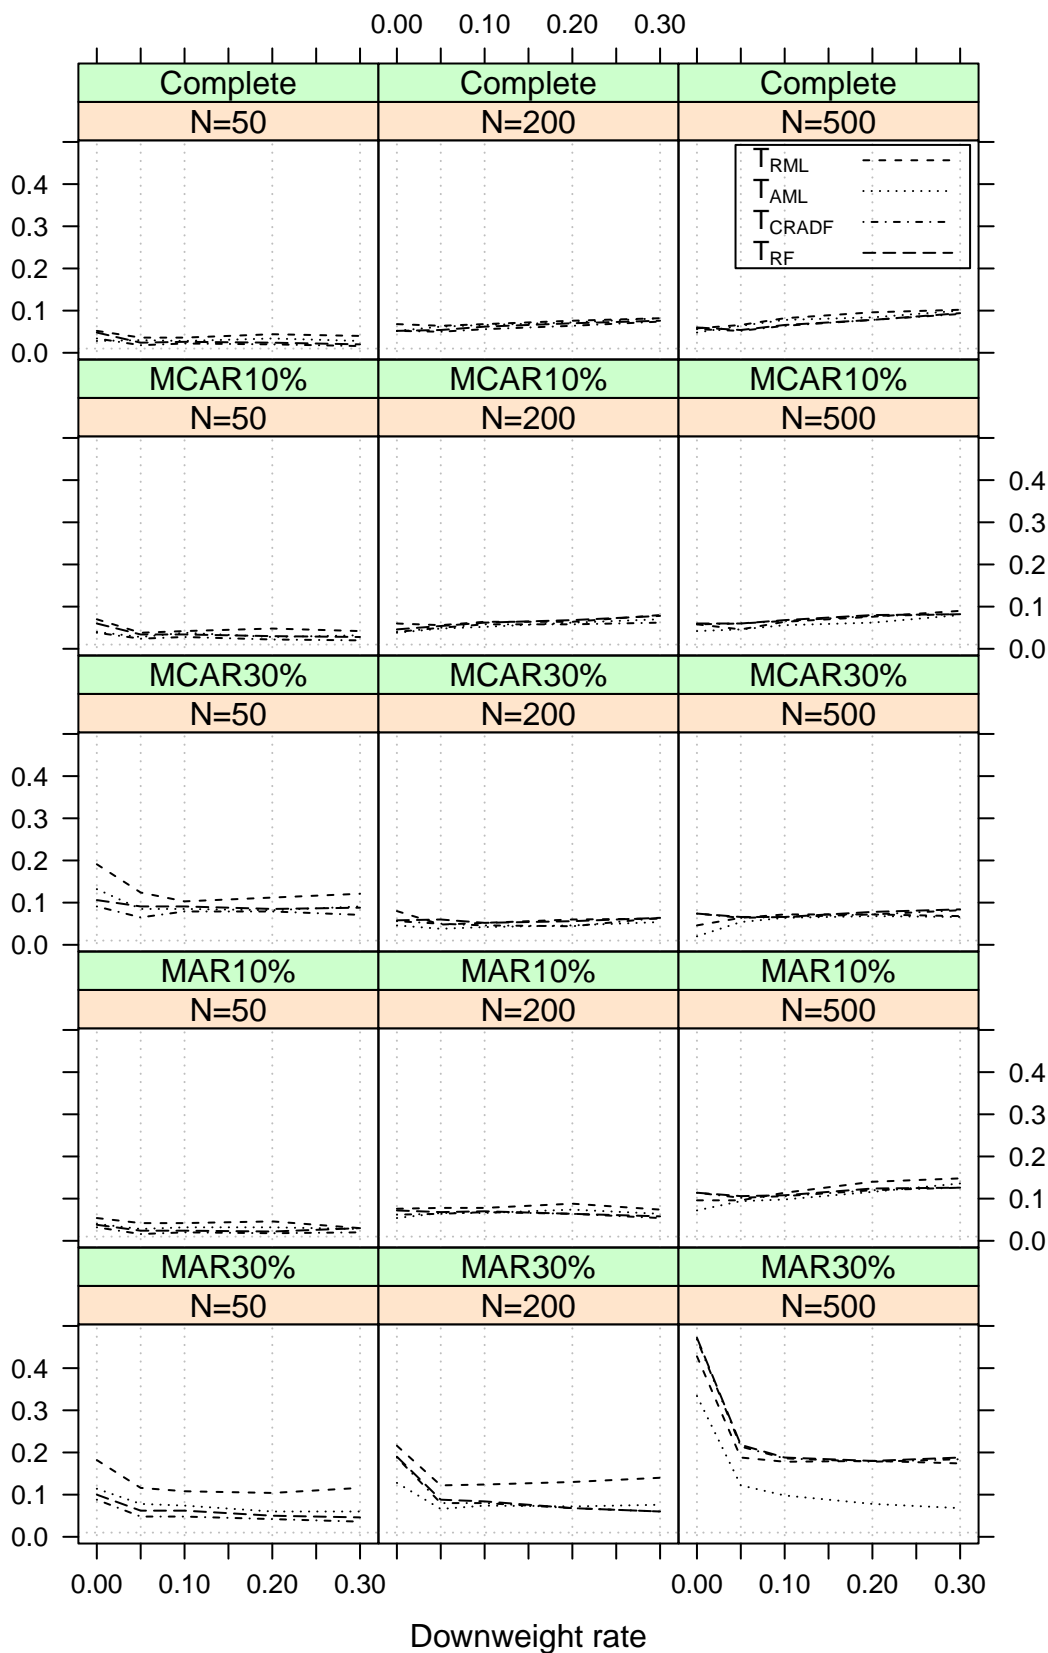 0.00 0.10 0.20 0.30
Complete Complete Complete
N=50 N=200 N=500
T_RML
T_AML
T_CRADF
T_RF
0.4
0.3
0.2
0.1
0.0
MCAR10% MCAR10% MCAR10%
N=50 N=200 N=500
0.4
0.3
0.2
0.1
0.0
MCAR30% MCAR30% MCAR30%
N=50 N=200 N=500
0.4
0.3
0.2
0.1
0.0
MAR10% MAR10% MAR10%
N=50 N=200 N=500
0.4
0.3
0.2
0.1
0.0
MAR30% MAR30% MAR30%
N=50 N=200 N=500
0.4
0.3
0.2
0.1
0.0
0.00 0.10 0.20 0.30 0.00 0.10 0.20 0.30
Downweight rate